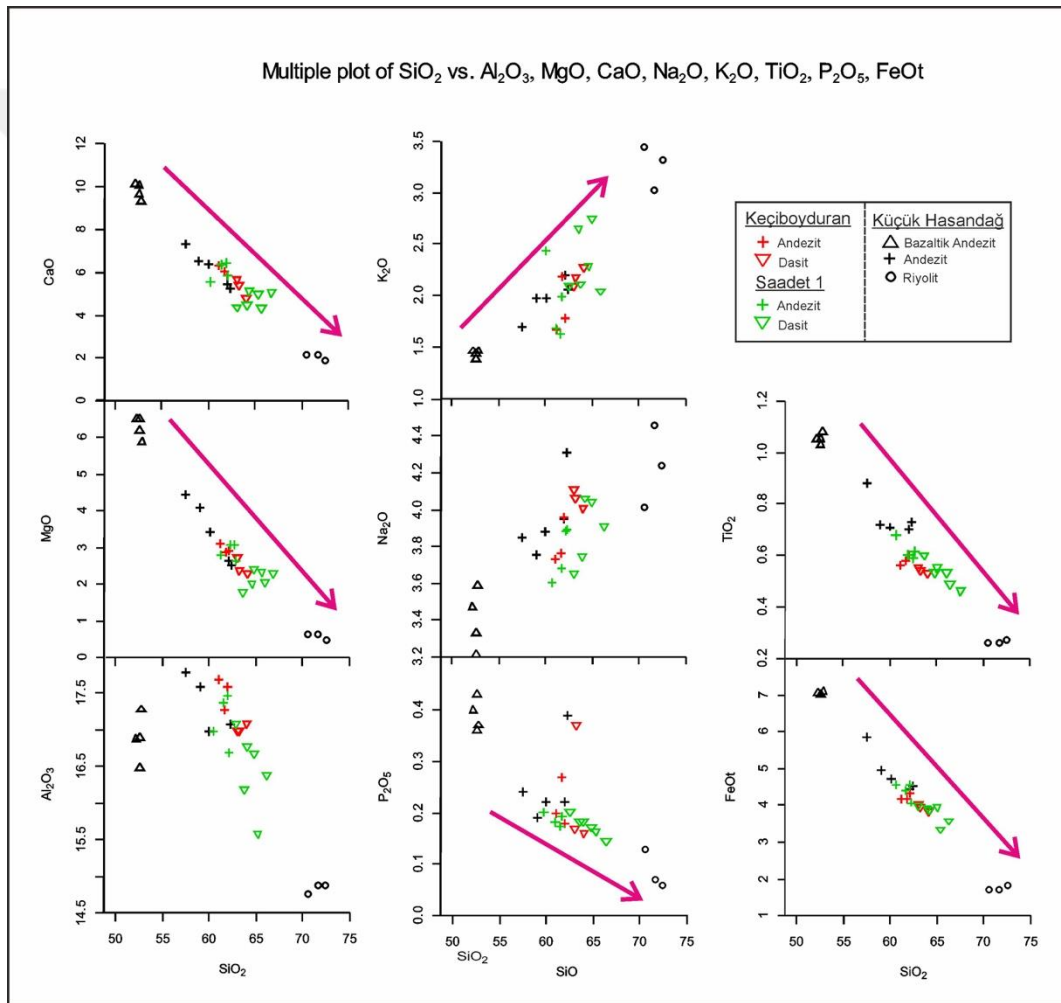 Multiple plot of SiO₂ vs. Al₂O₃, MgO, CaO, Na₂O, K₂O, TiO₂, P₂O₅, FeOt
12
10
8
6
4
2
0
CaO
3.5
3.0
2.5
2.0
1.5
1.0
K₂O
Keçiboyduran
Andezit
Dasit
Saadet 1
Andezit
Dasit
Küçük Hasandağ
Bazaltik Andezit
Andezit
Riyolit
6
5
4
3
2
1
0
MgO
4.4
4.2
4.0
3.8
3.6
3.4
3.2
Na₂O
1.2
1.0
0.8
0.6
0.4
0.2
TiO₂
17.5
16.5
15.5
14.5
Al₂O₃
0.4
0.3
0.2
0.1
0.0
P₂O₅
7
6
5
4
3
2
1
FeOt
50 55 60 65 70 75
SiO₂
50 55 60 65 70 75
SiO₂
SiO
50 55 60 65 70 75
SiO₂